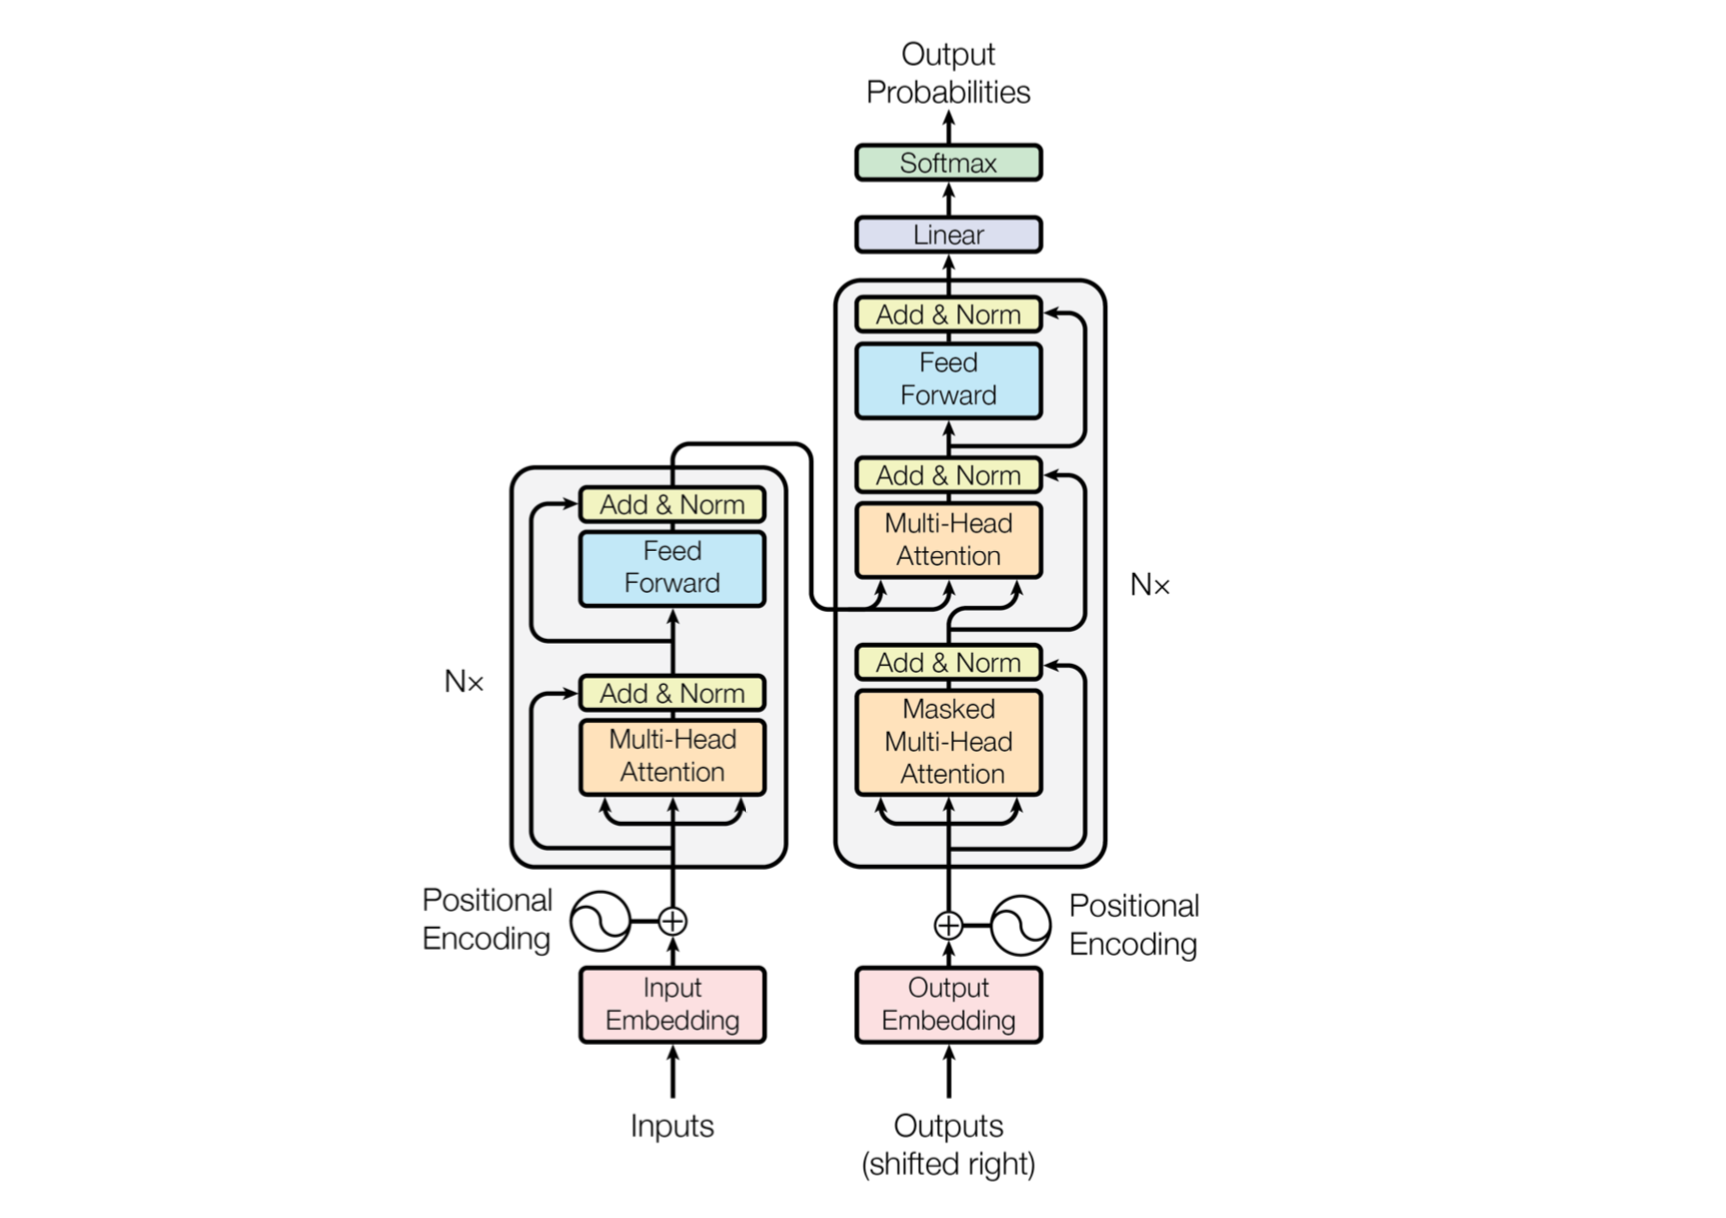 Output
Probabilities
Softmax
Linear
Add & Norm
Feed
Forward
Add & Norm
Multi-Head
Attention
Add & Norm
Masked
Multi-Head
Attention
N×
Add & Norm
Feed
Forward
Add & Norm
Multi-Head
Attention
N×
Positional
Encoding
Positional
Encoding
Input
Embedding
Output
Embedding
Inputs
Outputs
(shifted right)